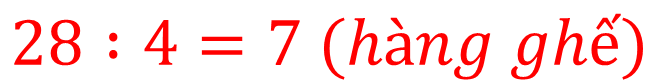 28 : 4 = 7 (hàng ghế)